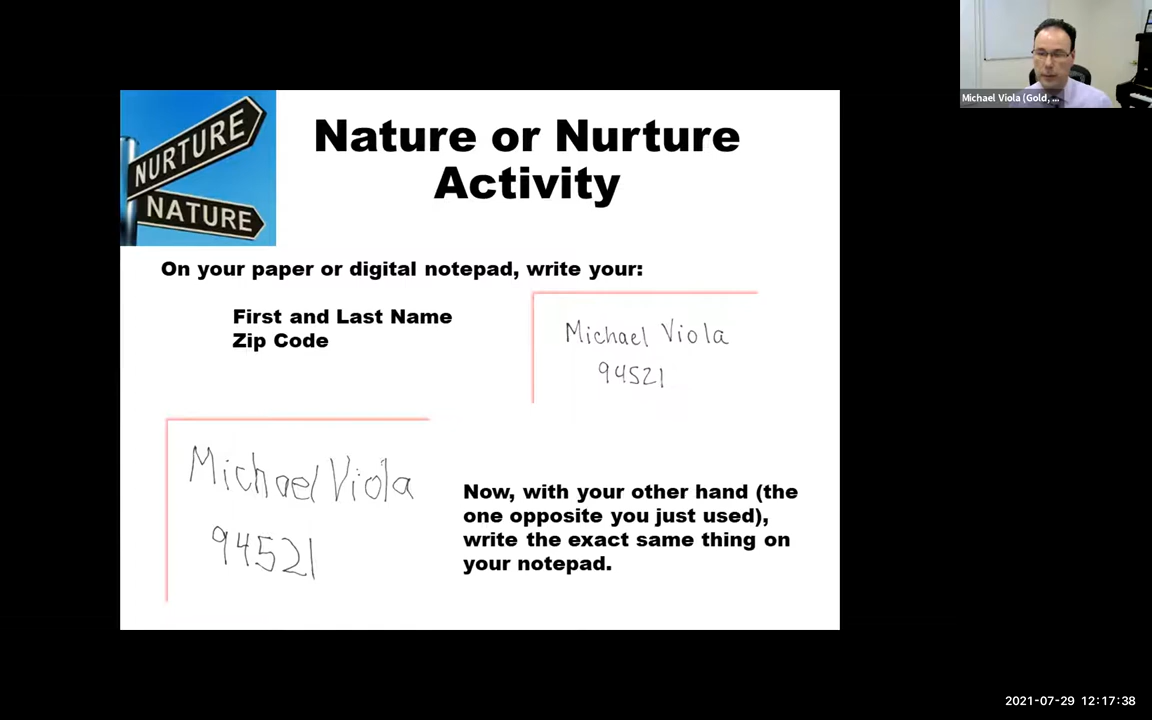 Michael Viola (Gold, ...
NURTURE
NATURE
Nature or Nurture
Activity
On your paper or digital notepad, write your:
First and Last Name
Zip Code
Michael Viola
94521
Michael Viola
94521
Now, with your other hand (the
one opposite you just used),
write the exact same thing on
your notepad.
2021-07-29 12:17:38